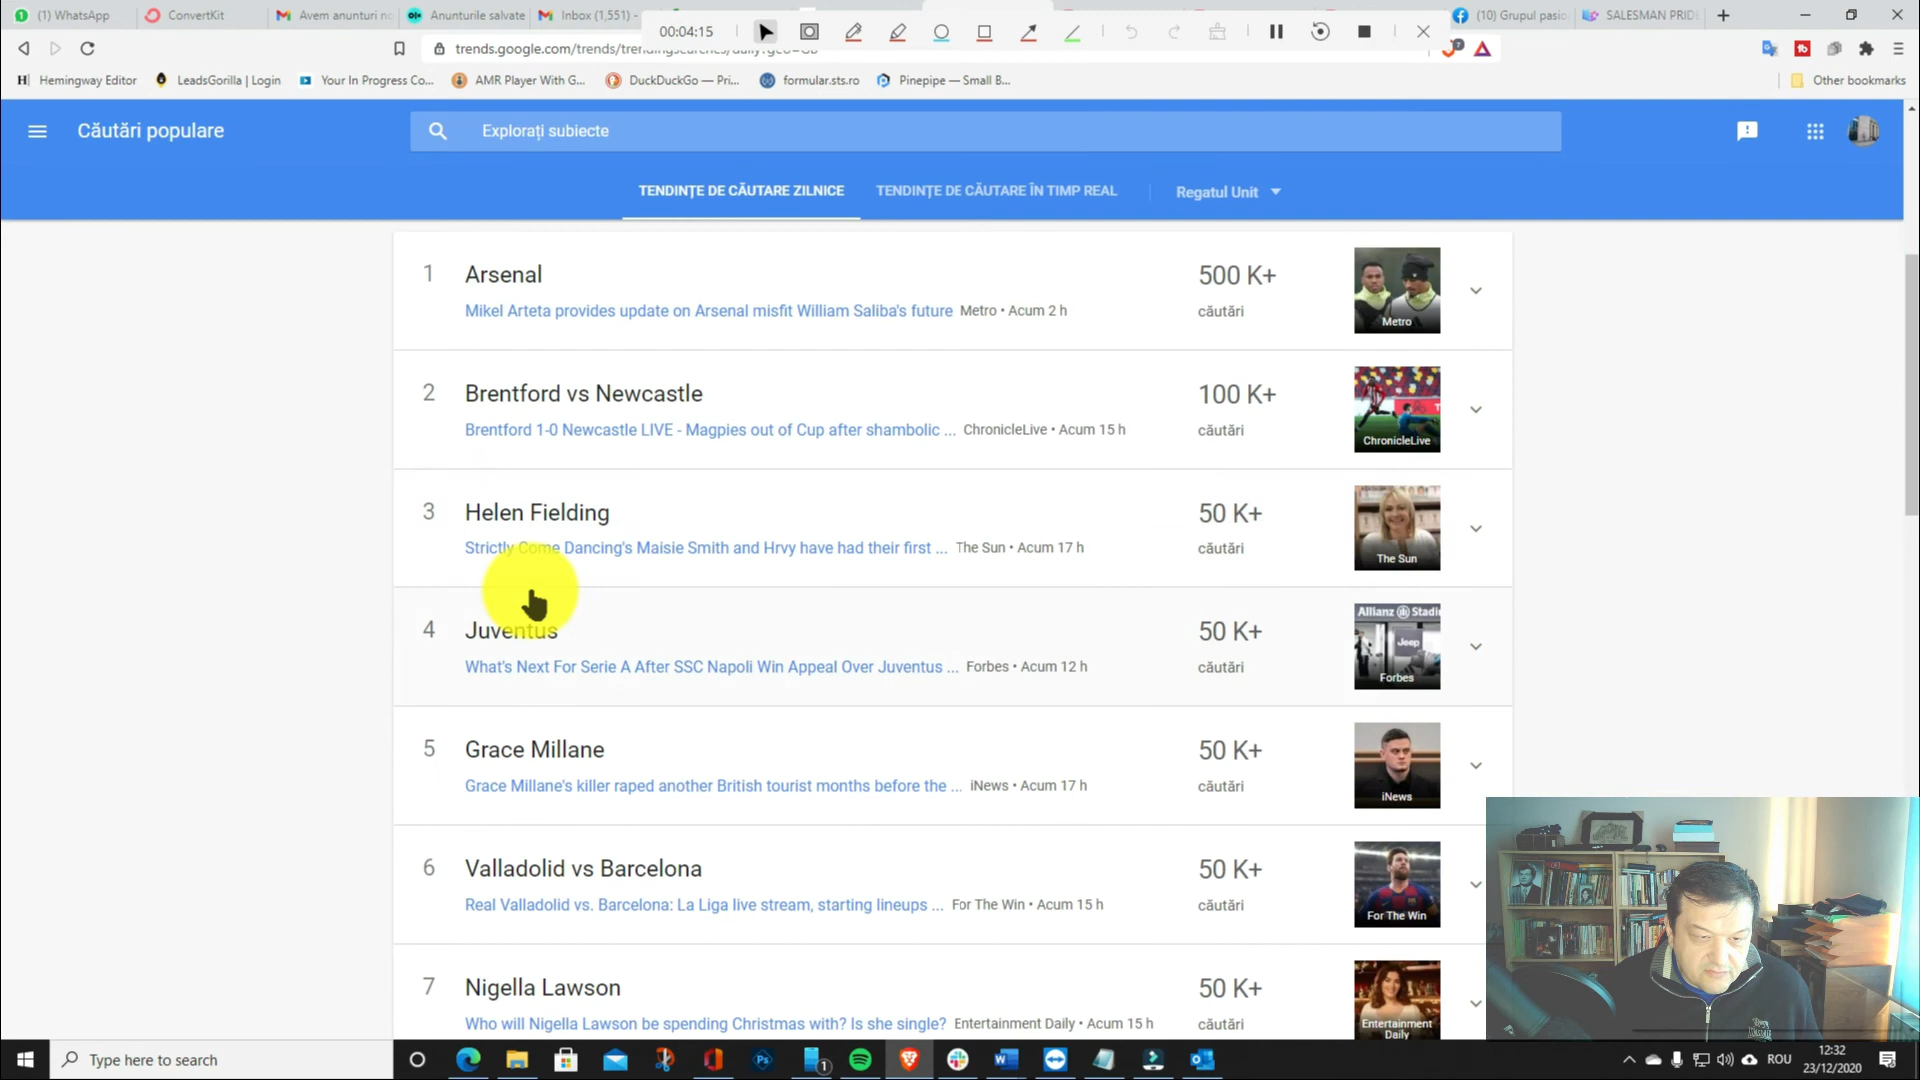 (1) WhatsApp
ConvertKit
Avem anunturi no
Anunturile salvate
Inbox (1,551) -
00:04:15
(10) Grupul pasio
SALESMAN PRIDE
trends.google.com/trends/trendingsearches/daily?geo=GB
Hemingway Editor
LeadsGorilla | Login
Your In Progress Co...
AMR Player With G...
DuckDuckGo — Pri...
formular.sts.ro
Pinepipe — Small B...
Other bookmarks
Căutări populare
Explorați subiecte
TENDINȚE DE CĂUTARE ZILNICE
TENDINȚE DE CĂUTARE ÎN TIMP REAL
Regatul Unit
1 Arsenal 500 K+
Mikel Arteta provides update on Arsenal misfit William Saliba's future Metro • Acum 2 h căutări
Metro
2 Brentford vs Newcastle 100 K+
Brentford 1-0 Newcastle LIVE - Magpies out of Cup after shambolic ... ChronicleLive • Acum 15 h căutări
ChronicleLive
3 Helen Fielding 50 K+
Strictly Come Dancing's Maisie Smith and Hrvy have had their first ... The Sun • Acum 17 h căutări
The Sun
Allianz Stadi
Jeep
4 Juventus 50 K+
What's Next For Serie A After SSC Napoli Win Appeal Over Juventus ... Forbes • Acum 12 h căutări
Forbes
5 Grace Millane 50 K+
Grace Millane's killer raped another British tourist months before the ... iNews • Acum 17 h căutări
iNews
6 Valladolid vs Barcelona 50 K+
Real Valladolid vs. Barcelona: La Liga live stream, starting lineups ... For The Win • Acum 15 h căutări
For The Win
7 Nigella Lawson 50 K+
Who will Nigella Lawson be spending Christmas with? Is she single? Entertainment Daily • Acum 15 h căutări
Entertainment
Daily
Type here to search
ROU
12:32
23/12/2020